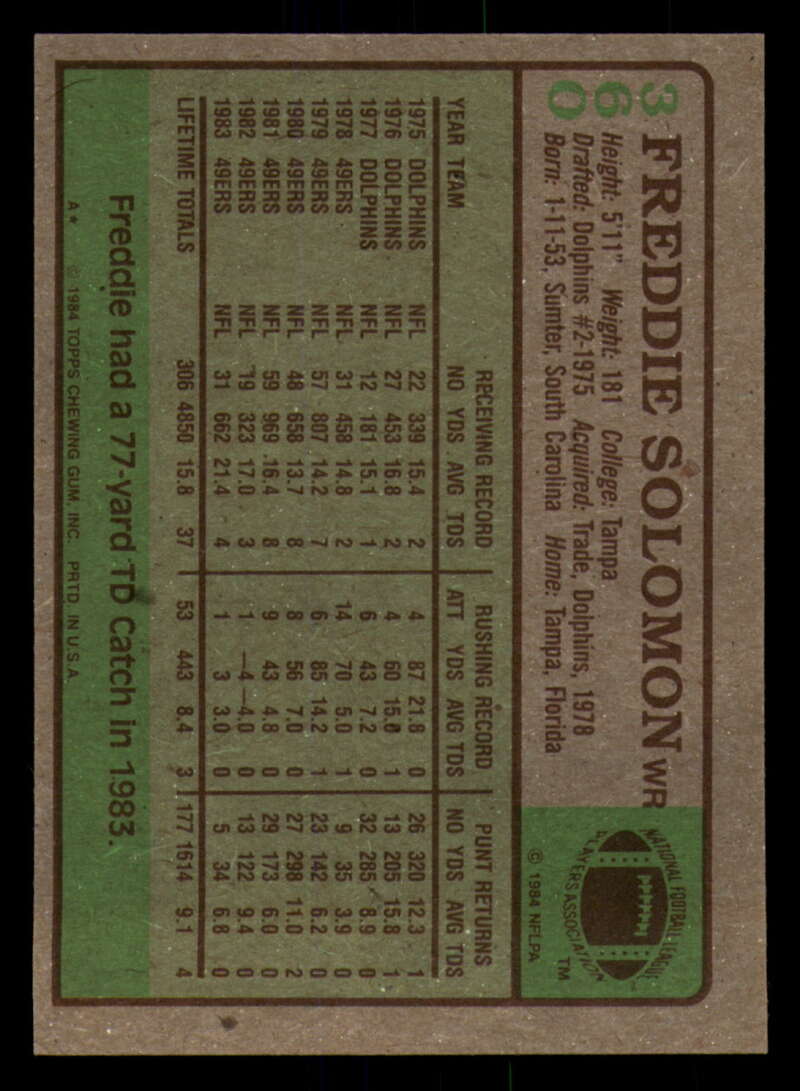 360
FREDDIE SOLOMON WR
Height: 5'11" Weight: 181 College: Tampa
Drafted: Dolphins #2-1975 Acquired: Trade, Dolphins, 1978
Born: 1-11-53, Sumter, South Carolina Home: Tampa, Florida
NATIONAL FOOTBALL LEAGUE
PLAYERS ASSOCIATION
TM
© 1984 NFLPA
RECEIVING RECORD RUSHING RECORD PUNT RETURNS
YEAR TEAM NO YDS AVG TDS ATT YDS AVG TDS NO YDS AVG TDS
1975 DOLPHINS NFL 22 339 15.4 2 4 87 21.8 0 26 320 12.3 1
1976 DOLPHINS NFL 27 453 16.8 2 4 60 15.0 1 13 205 15.8 1
1977 DOLPHINS NFL 12 181 15.1 1 6 43 7.2 0 32 285 8.9 0
1978 49ERS NFL 31 458 14.8 2 14 70 5.0 1 9 35 3.9 0
1979 49ERS NFL 57 807 14.2 7 6 85 14.2 1 23 142 6.2 0
1980 49ERS NFL 48 658 13.7 8 8 56 7.0 0 27 298 11.0 2
1981 49ERS NFL 59 969 16.4 8 9 43 4.8 0 29 173 6.0 0
1982 49ERS NFL 19 323 17.0 3 1 —4 —4.0 0 13 122 9.4 0
1983 49ERS NFL 31 662 21.4 4 1 3 3.0 0 5 34 6.8 0
LIFETIME TOTALS 306 4850 15.8 37 53 443 8.4 3 177 1614 9.1 4
Freddie had a 77-yard TD Catch in 1983.
A* © 1984 TOPPS CHEWING GUM, INC. PRTD. IN U.S.A.